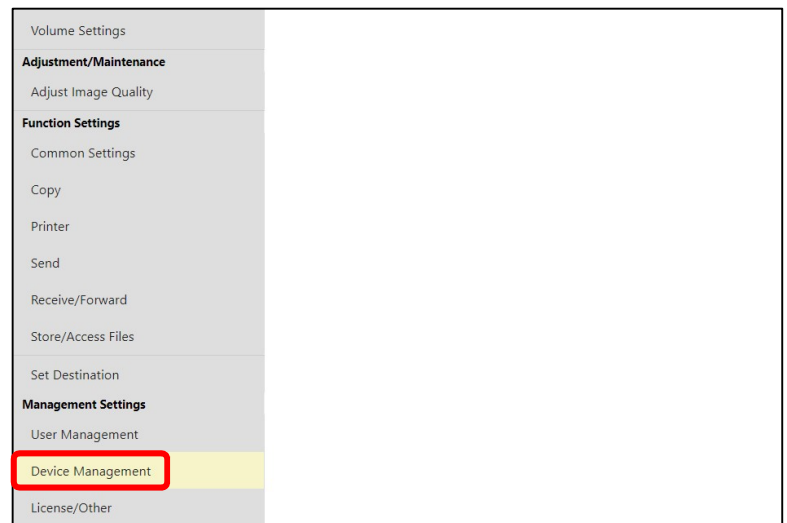 Volume Settings
Adjustment/Maintenance
Adjust Image Quality
Function Settings
Common Settings
Copy
Printer
Send
Receive/Forward
Store/Access Files
Set Destination
Management Settings
User Management
Device Management
License/Other